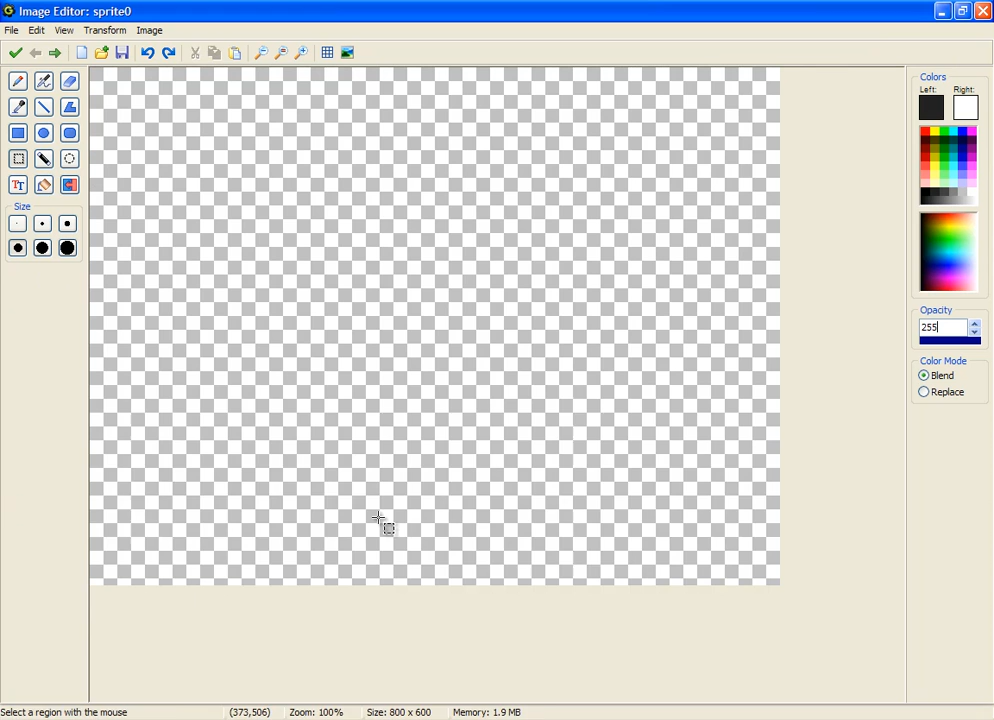 Image Editor: sprite0
File Edit View Transform Image
Colors
Left: Right:
TT
Size
Opacity
255
Color Mode
Blend
Replace
Select a region with the mouse (373,506) Zoom: 100% Size: 800 x 600 Memory: 1.9 MB